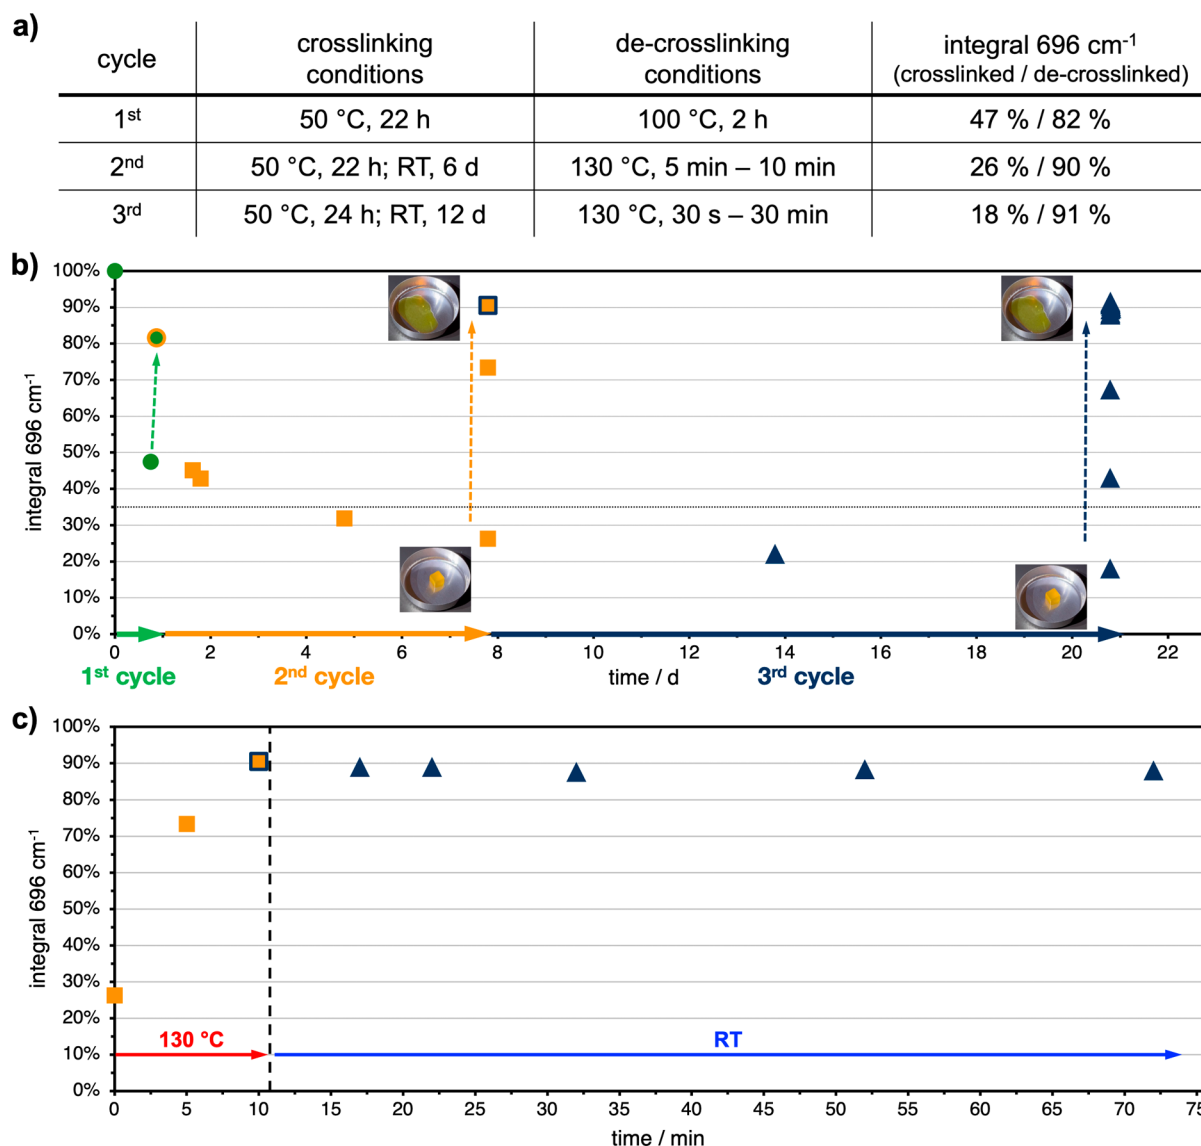 a)
cycle
crosslinking
conditions
de-crosslinking
conditions
integral 696 cm⁻¹
(crosslinked / de-crosslinked)
1st
50 °C, 22 h
100 °C, 2 h
47 % / 82 %
2nd
50 °C, 22 h; RT, 6 d
130 °C, 5 min – 10 min
26 % / 90 %
3rd
50 °C, 24 h; RT, 12 d
130 °C, 30 s – 30 min
18 % / 91 %
b)
integral 696 cm⁻¹
100%
90%
80%
70%
60%
50%
40%
30%
20%
10%
0%
0 2 4 6 8 10 12 14 16 18 20 22
1st cycle
2nd cycle
time / d
3rd cycle
c)
integral 696 cm⁻¹
100%
90%
80%
70%
60%
50%
40%
30%
20%
10%
0%
130 °C
RT
0 5 10 15 20 25 30 35 40 45 50 55 60 65 70 75
time / min